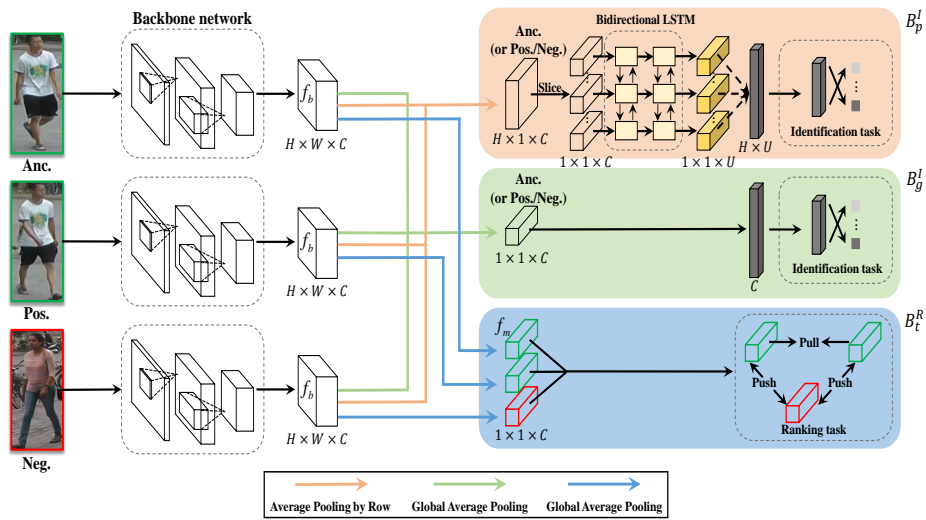 Backbone network
Anc.
f_b
H × W × C
Pos.
f_b
H × W × C
Neg.
f_b
H × W × C
Anc.
(or Pos./Neg.)
Bidirectional LSTM
B_p^I
Slice
H × 1 × C
1 × 1 × C
1 × 1 × U
H × U
Identification task
Anc.
(or Pos./Neg.)
B_g^I
1 × 1 × C
C
Identification task
f_m
B_t^R
1 × 1 × C
Pull
Push
Push
Ranking task
Average Pooling by Row
Global Average Pooling
Global Average Pooling